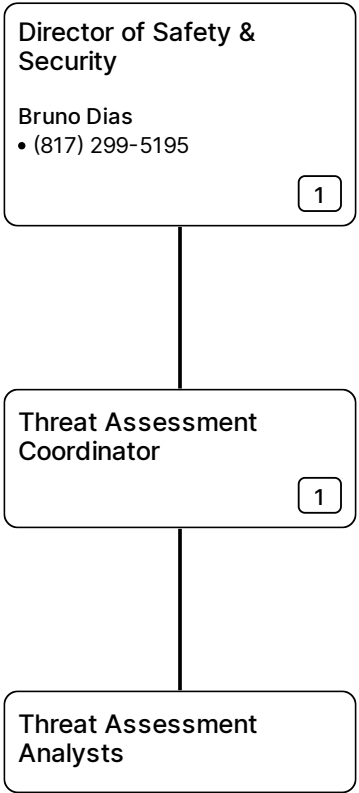 Director of Safety &
Security
Bruno Dias
• (817) 299-5195
1
Threat Assessment
Coordinator
1
Threat Assessment
Analysts